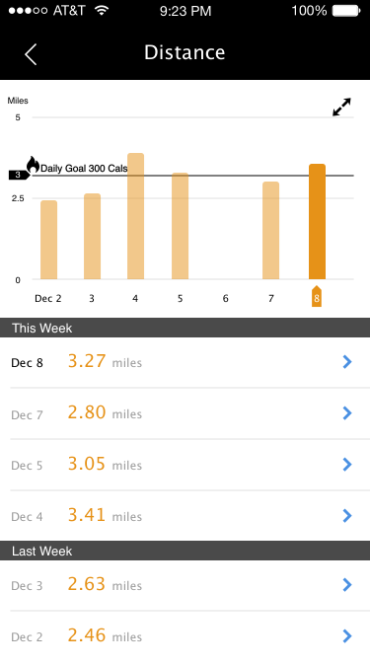 AT&T 9:23 PM 100%
Distance
Miles
5
Daily Goal 300 Cals
3
2.5
0
Dec 2 3 4 5 6 7 8
This Week
Dec 8 3.27 miles
Dec 7 2.80 miles
Dec 5 3.05 miles
Dec 4 3.41 miles
Last Week
Dec 3 2.63 miles
Dec 2 2.46 miles